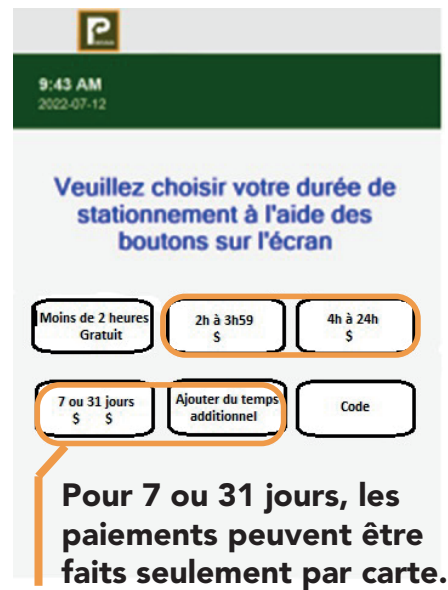 P
9:43 AM
2022-07-12
Veuillez choisir votre durée de
stationnement à l'aide des
boutons sur l'écran
Moins de 2 heures
Gratuit
2h à 3h59
$
4h à 24h
$
7 ou 31 jours
$ $
Ajouter du temps
additionnel
Code
Pour 7 ou 31 jours, les
paiements peuvent être
faits seulement par carte.